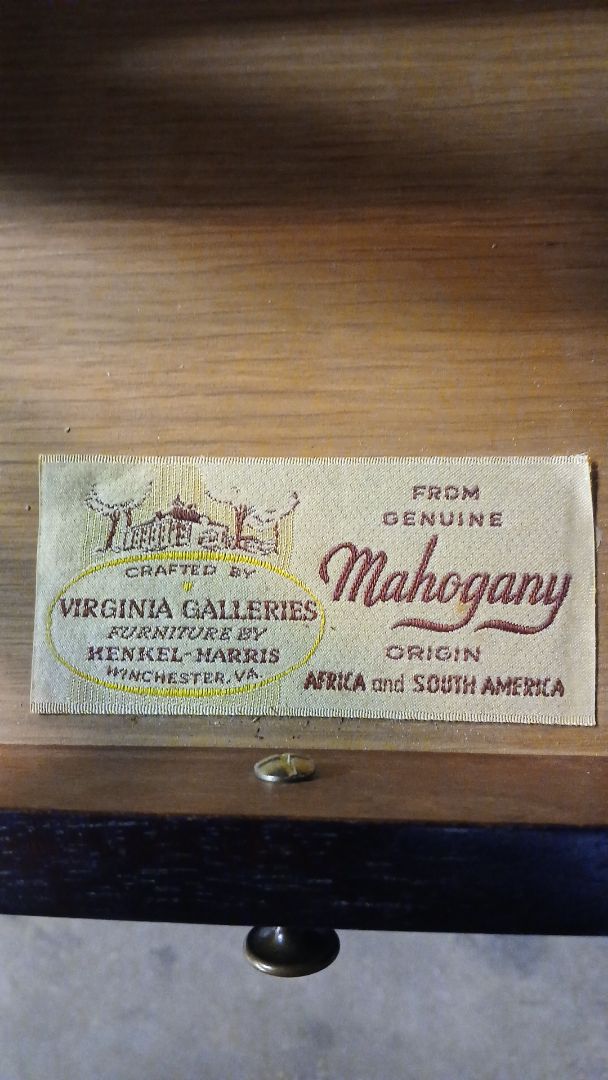 CRAFTED BY
VIRGINIA GALLERIES
FURNITURE BY
HENKEL-HARRIS
WINCHESTER, VA.
FROM
GENUINE
Mahogany
ORIGIN
AFRICA and SOUTH AMERICA